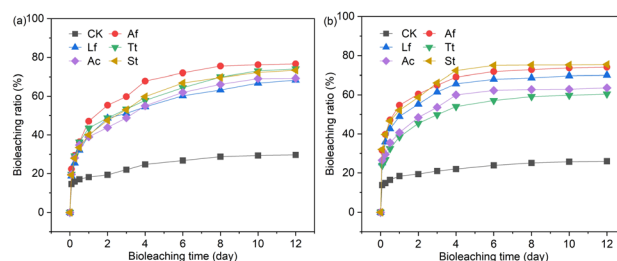 (a)
CK Af
Lf Tt
Ac St
100
80
60
40
20
0
0 2 4 6 8 10 12
Bioleaching ratio (%)
Bioleaching time (day)
(b)
CK Af
Lf Tt
Ac St
100
80
60
40
20
0
0 2 4 6 8 10 12
Bioleaching ratio (%)
Bioleaching time (day)